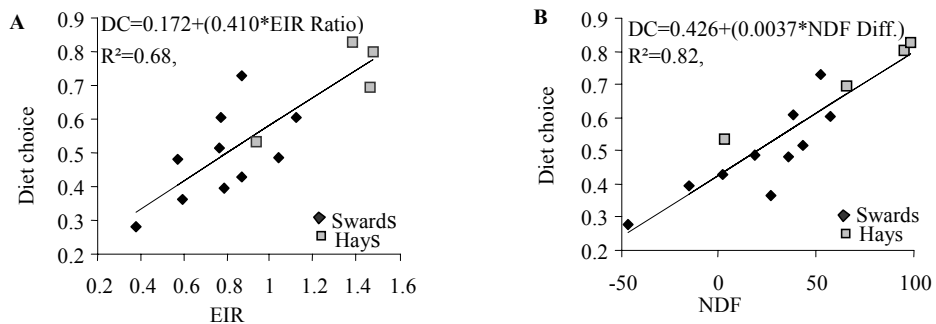 A
DC=0.172+(0.410*EIR Ratio)
R²=0.68,
Diet choice
0.9
0.8
0.7
0.6
0.5
0.4
0.3
0.2
Swards
Hays
0.2 0.4 0.6 0.8 1 1.2 1.4 1.6
EIR
B
DC=0.426+(0.0037*NDF Diff.)
R²=0.82,
Diet choice
0.9
0.8
0.7
0.6
0.5
0.4
0.3
0.2
Swards
Hays
-50 0 50 100
NDF